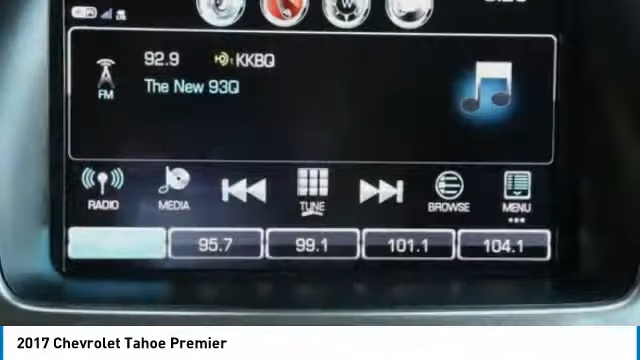 92.9 KKBQ
FM The New 93Q
RADIO MEDIA TUNE BROWSE MENU
95.7 99.1 101.1 104.1
2017 Chevrolet Tahoe Premier